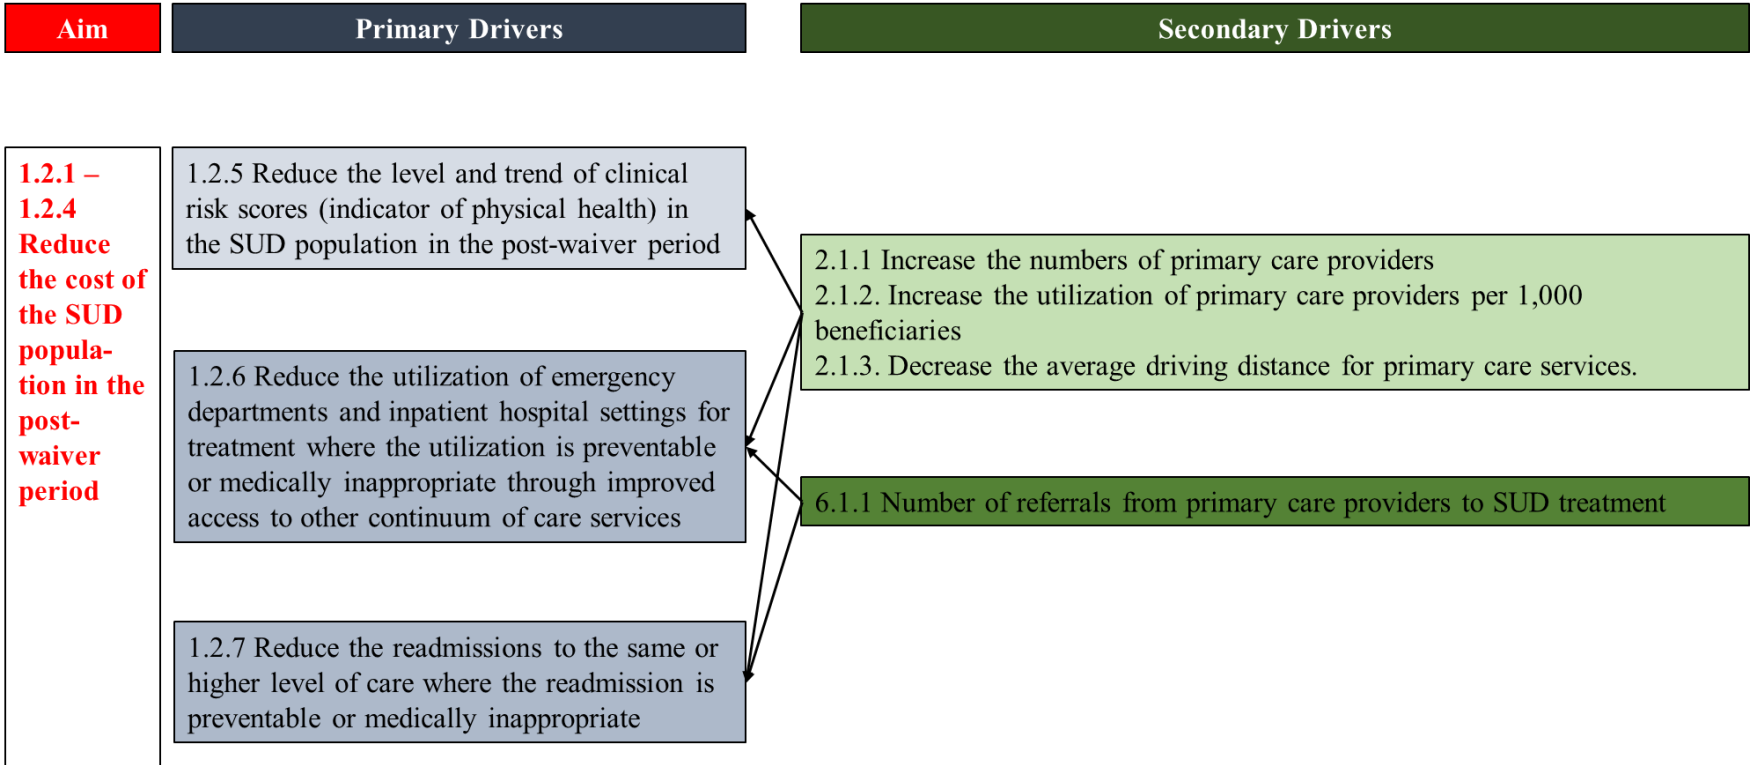 Aim
Primary Drivers
Secondary Drivers
1.2.1 –
1.2.4
Reduce
the cost of
the SUD
popula-
tion in the
post-
waiver
period
1.2.5 Reduce the level and trend of clinical
risk scores (indicator of physical health) in
the SUD population in the post-waiver period
1.2.6 Reduce the utilization of emergency
departments and inpatient hospital settings for
treatment where the utilization is preventable
or medically inappropriate through improved
access to other continuum of care services
1.2.7 Reduce the readmissions to the same or
higher level of care where the readmission is
preventable or medically inappropriate
2.1.1 Increase the numbers of primary care providers
2.1.2. Increase the utilization of primary care providers per 1,000
beneficiaries
2.1.3. Decrease the average driving distance for primary care services.
6.1.1 Number of referrals from primary care providers to SUD treatment